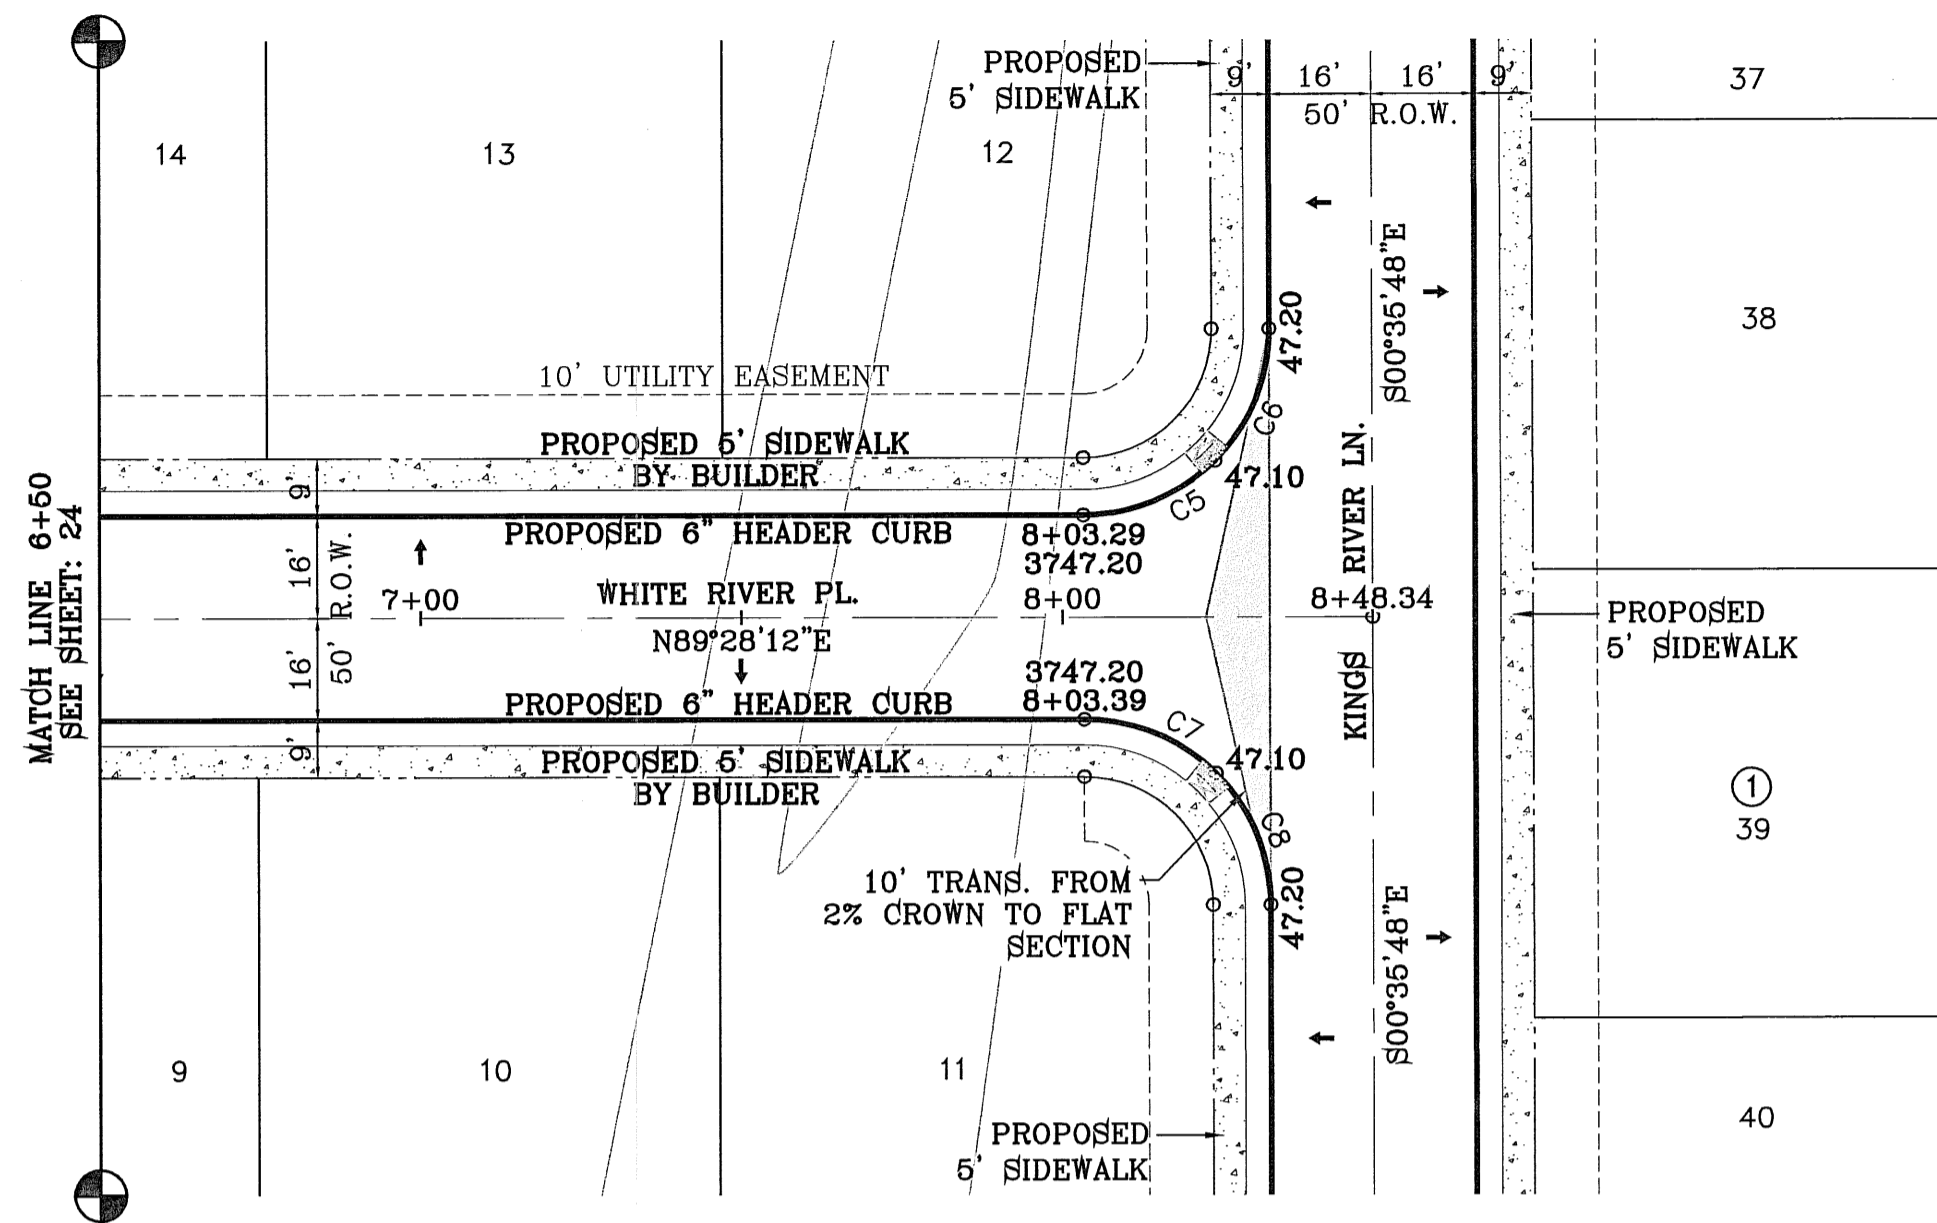 PROPOSED
5' SIDEWALK
9'
16'
16'
9'
50' R.O.W.
37
14
13
12
38
S00°35'48"E
47.20
10' UTILITY EASEMENT
C6
PROPOSED 5' SIDEWALK
BY BUILDER
47.10
C5
MATCH LINE 6+50
SEE SHEET: 24
9'
16'
50' R.O.W.
16'
9'
PROPOSED 6" HEADER CURB
8+03.29
3747.20
7+00
WHITE RIVER PL.
8+00
8+48.34
N89°28'12"E
KINGS RIVER LN.
PROPOSED
5' SIDEWALK
3747.20
8+03.39
PROPOSED 6" HEADER CURB
C7
47.10
PROPOSED 5' SIDEWALK
BY BUILDER
1
39
C8
10' TRANS. FROM
2% CROWN TO FLAT
SECTION
47.20
S00°35'48"E
9
10
11
40
PROPOSED
5' SIDEWALK